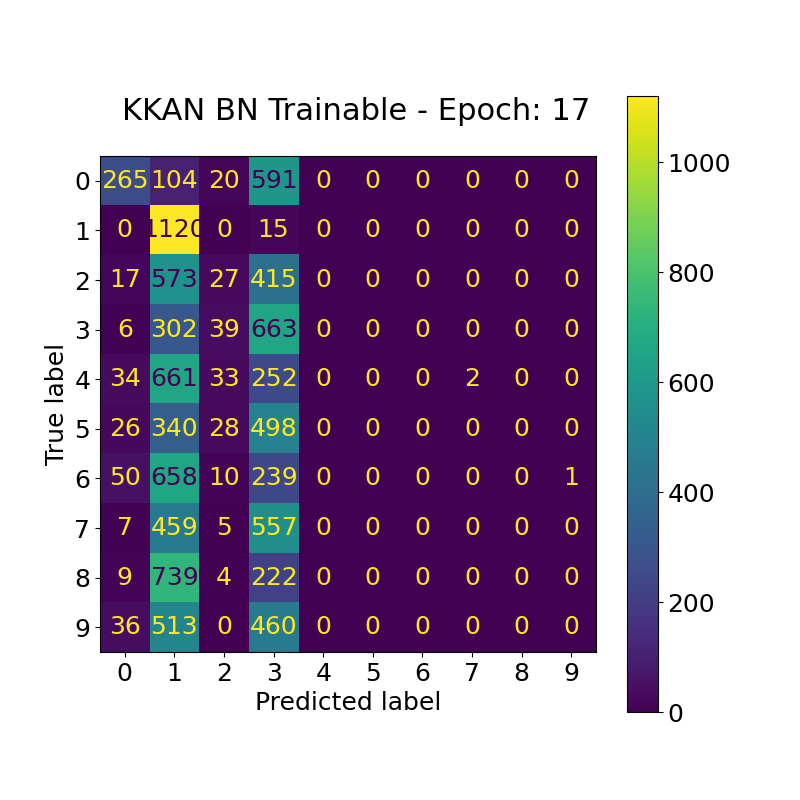 KKAN BN Trainable - Epoch: 17
0 265 104 20 591 0 0 0 0 0 0
1 0 1120 0 15 0 0 0 0 0 0
2 17 573 27 415 0 0 0 0 0 0
3 6 302 39 663 0 0 0 0 0 0
4 34 661 33 252 0 0 0 2 0 0
5 26 340 28 498 0 0 0 0 0 0
6 50 658 10 239 0 0 0 0 0 1
7 7 459 5 557 0 0 0 0 0 0
8 9 739 4 222 0 0 0 0 0 0
9 36 513 0 460 0 0 0 0 0 0
0 1 2 3 4 5 6 7 8 9
Predicted label
True label
1000
800
600
400
200
0